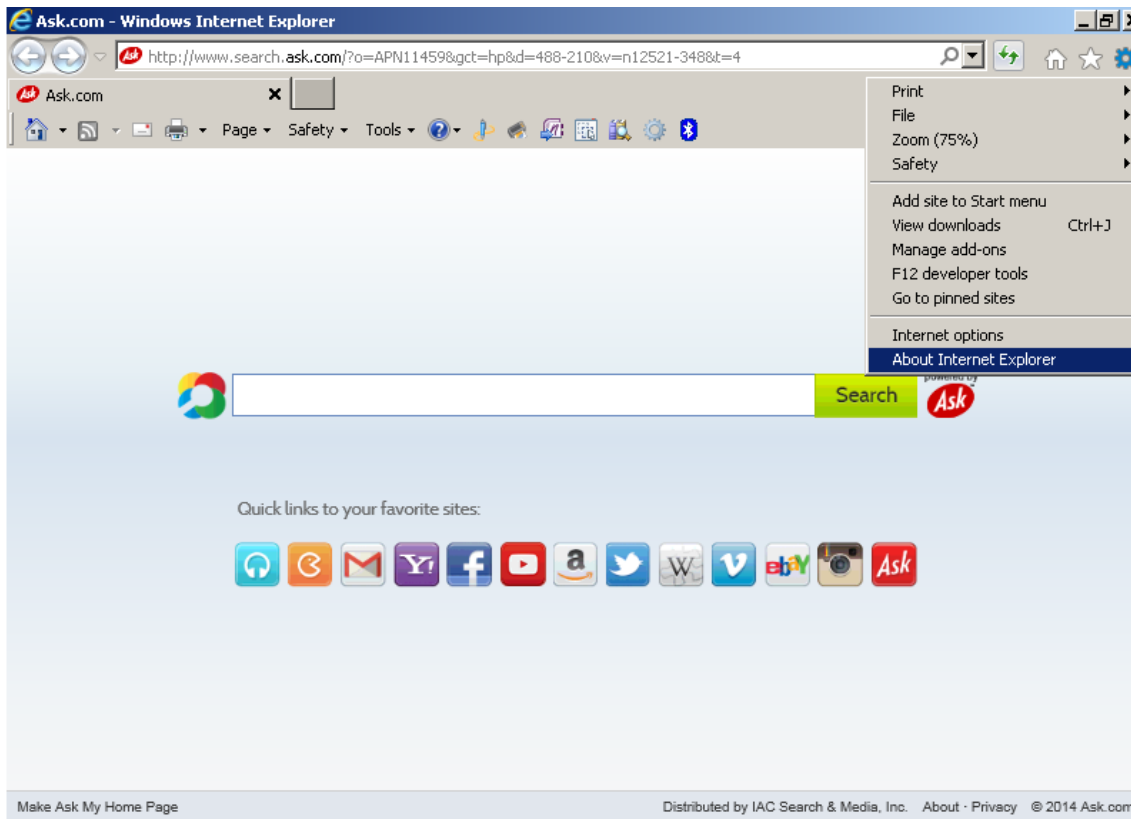 Ask.com - Windows Internet Explorer
http://www.search.ask.com/?o=APN11459&gct=hp&d=488-210&v=n12521-348&t=4
Ask.com
Page Safety Tools
Print
File
Zoom (75%)
Safety
Add site to Start menu
View downloads Ctrl+J
Manage add-ons
F12 developer tools
Go to pinned sites
Internet options
About Internet Explorer
powered by
Search Ask
Quick links to your favorite sites:
Y! f a W v ebay Ask
Make Ask My Home Page Distributed by IAC Search & Media, Inc. About · Privacy © 2014 Ask.com